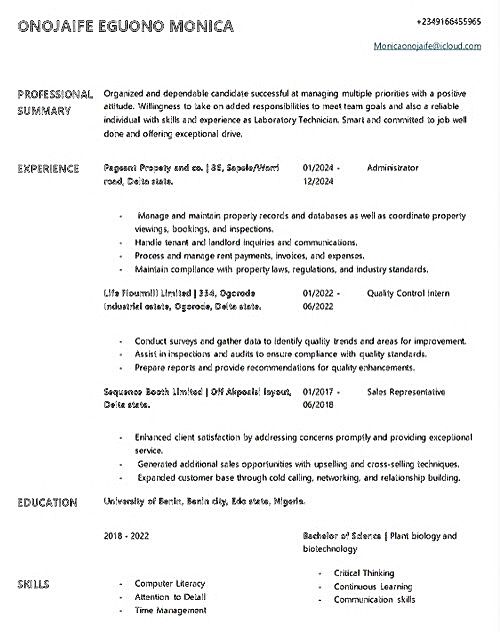 ONOJAIFE EGUONO MONICA
+2349166455965
Monicaonojaife@icloud.com
PROFESSIONAL SUMMARY
Organized and dependable candidate successful at managing multiple priorities with a positive
attitude. Willingness to take on added responsibilities to meet team goals and also a reliable
individual with skills and experience as Laboratory Technician. Smart and committed to job well
done and offering exceptional drive.
EXPERIENCE
Pageant Propety and co. | 35, Sapele/Warri
road, Delta state.
01/2024 -
12/2024
Administrator
- Manage and maintain property records and databases as well as coordinate property
viewings, bookings, and inspections.
- Handle tenant and landlord inquiries and communications.
- Process and manage rent payments, invoices, and expenses.
- Maintain compliance with property laws, regulations, and industry standards.
Life Flourmill Limited | 334, Ogorode
Industrial estate, Ogorode, Delta state.
01/2022 -
06/2022
Quality Control Intern
- Conduct surveys and gather data to identify quality trends and areas for improvement.
- Assist in inspections and audits to ensure compliance with quality standards.
- Prepare reports and provide recommendations for quality enhancements.
Sequence Booth Limited | Off Akpoalsi layout,
Delta state.
01/2017 -
06/2018
Sales Representative
- Enhanced client satisfaction by addressing concerns promptly and providing exceptional
service.
- Generated additional sales opportunities with upselling and cross-selling techniques.
- Expanded customer base through cold calling, networking, and relationship building.
EDUCATION
University of Benin, Benin city, Edo state, Nigeria.
2018 - 2022
Bachelor of Science | Plant biology and
biotechnology
SKILLS
- Computer Literacy
- Attention to Detail
- Time Management
- Critical Thinking
- Continuous Learning
- Communication skills